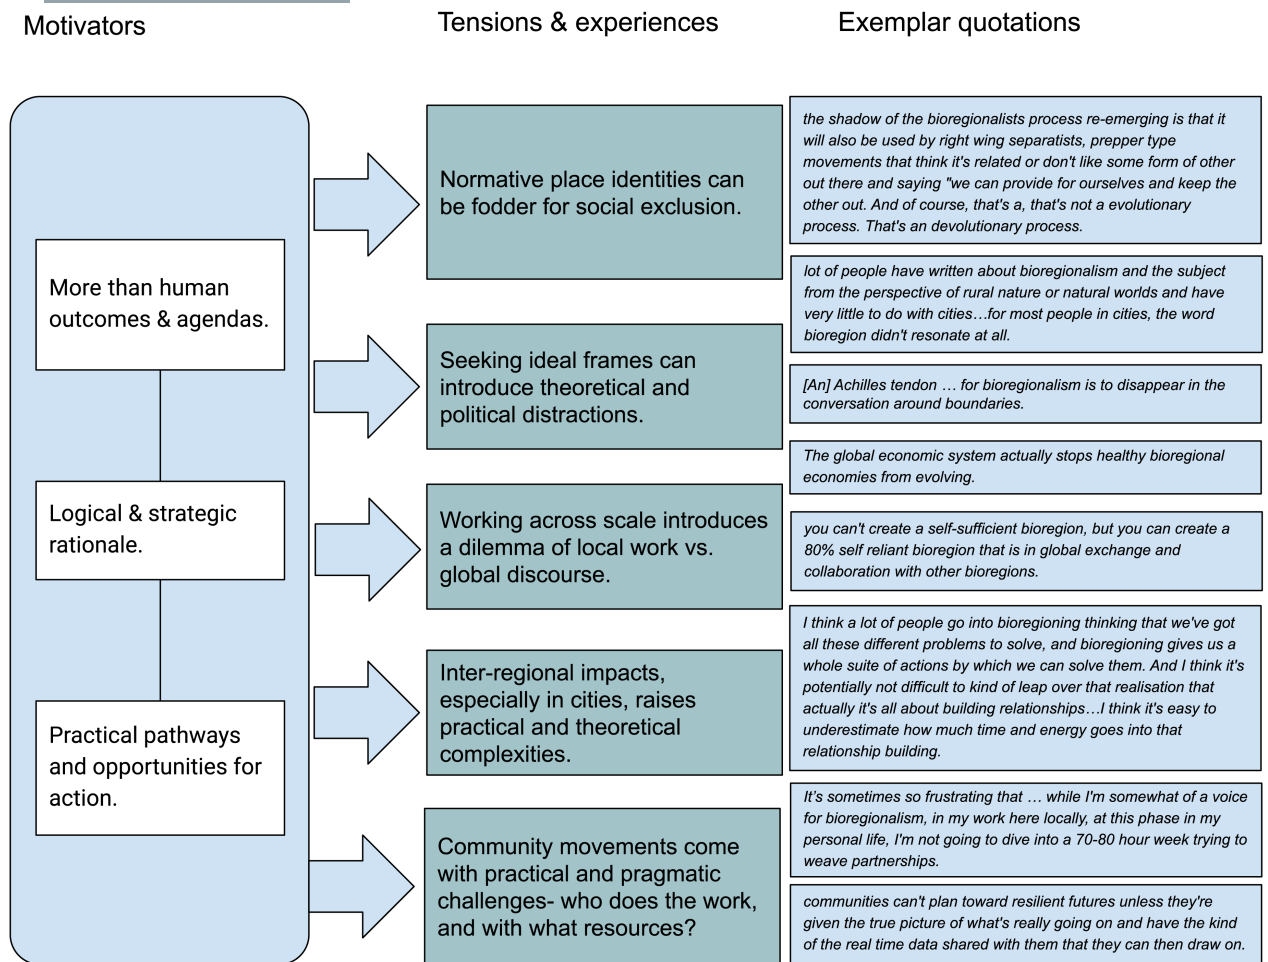 Motivators
Tensions & experiences
Exemplar quotations
More than human
outcomes & agendas.
Logical & strategic
rationale.
Practical pathways
and opportunities for
action.
Normative place identities can
be fodder for social exclusion.
Seeking ideal frames can
introduce theoretical and
political distractions.
Working across scale introduces
a dilemma of local work vs.
global discourse.
Inter-regional impacts,
especially in cities, raises
practical and theoretical
complexities.
Community movements come
with practical and pragmatic
challenges- who does the work,
and with what resources?
the shadow of the bioregionalists process re-emerging is that it
will also be used by right wing separatists, prepper type
movements that think it's related or don't like some form of other
out there and saying "we can provide for ourselves and keep the
other out. And of course, that's a, that's not a evolutionary
process. That's an devolutionary process.
lot of people have written about bioregionalism and the subject
from the perspective of rural nature or natural worlds and have
very little to do with cities…for most people in cities, the word
bioregion didn't resonate at all.
[An] Achilles tendon … for bioregionalism is to disappear in the
conversation around boundaries.
The global economic system actually stops healthy bioregional
economies from evolving.
you can't create a self-sufficient bioregion, but you can create a
80% self reliant bioregion that is in global exchange and
collaboration with other bioregions.
I think a lot of people go into bioregioning thinking that we've got
all these different problems to solve, and bioregioning gives us a
whole suite of actions by which we can solve them. And I think it's
potentially not difficult to kind of leap over that realisation that
actually it's all about building relationships…I think it's easy to
underestimate how much time and energy goes into that
relationship building.
It's sometimes so frustrating that … while I'm somewhat of a voice
for bioregionalism, in my work here locally, at this phase in my
personal life, I'm not going to dive into a 70-80 hour week trying to
weave partnerships.
communities can't plan toward resilient futures unless they're
given the true picture of what's really going on and have the kind
of the real time data shared with them that they can then draw on.